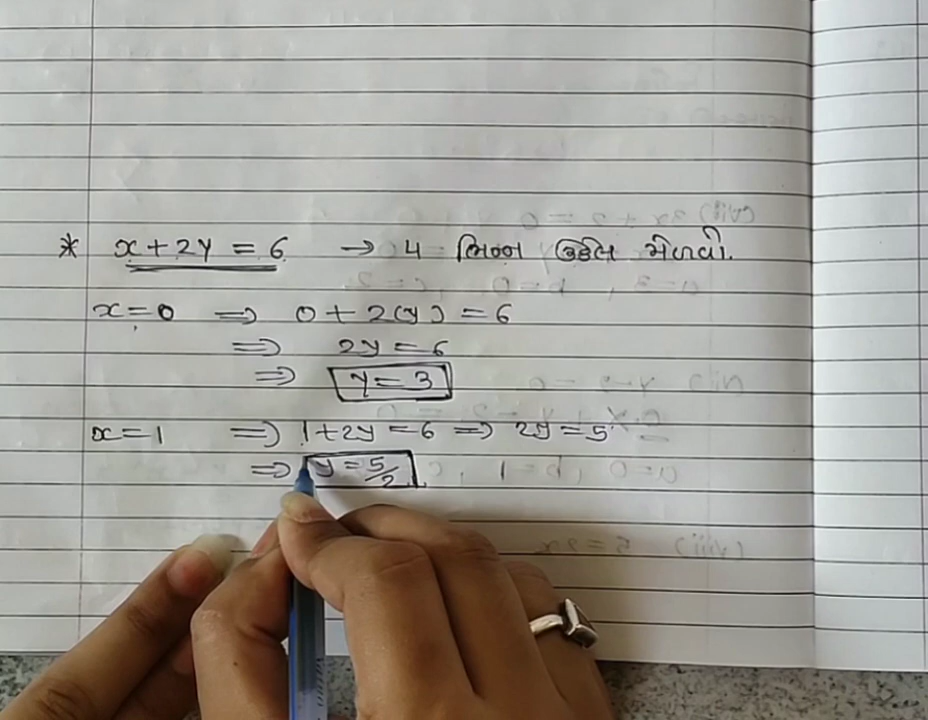 * x + 2y = 6 → 4 ભિન્ન ઉકેલ મેળવો.
x = 0 ⇒ 0 + 2(y) = 6
⇒ 2y = 6
⇒ y = 3
x = 1 ⇒ 1 + 2y = 6 ⇒ 2y = 5
⇒ y = 5/2